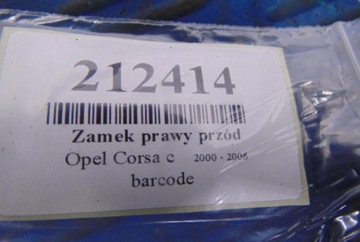 212414
Zamek prawy przód
Opel Corsa c 2000 - 2006
barcode